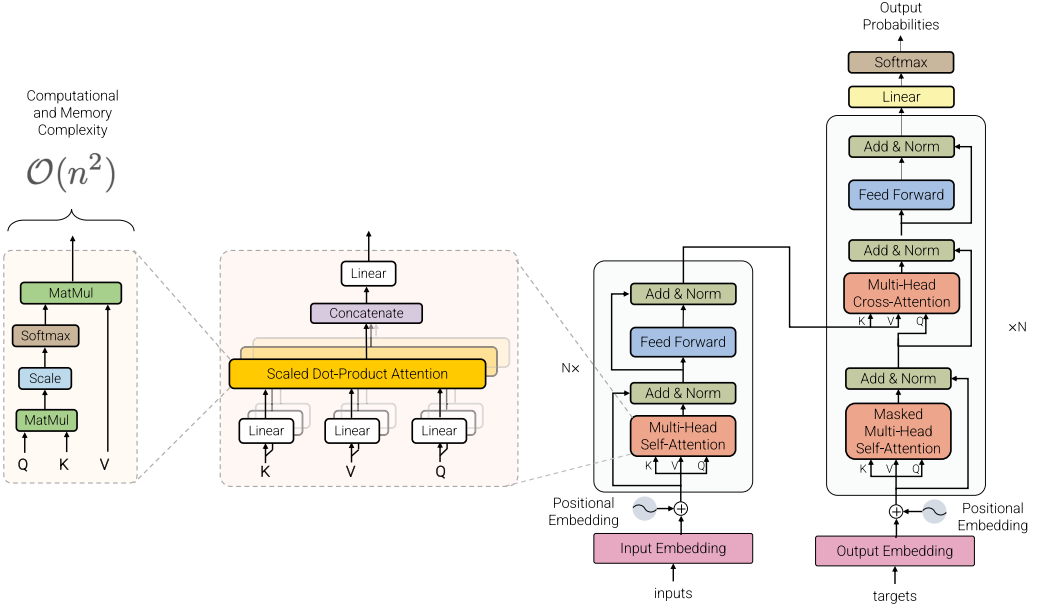 Computational
and Memory
Complexity
O(n²)
MatMul
Softmax
Scale
MatMul
Q K V
Linear
Concatenate
Scaled Dot-Product Attention
Linear Linear Linear
K V Q
Add & Norm
Feed Forward
N×
Add & Norm
Multi-Head
Self-Attention
K V Q
Positional
Embedding
Input Embedding
inputs
Output
Probabilities
Softmax
Linear
Add & Norm
Feed Forward
Add & Norm
Multi-Head
Cross-Attention
K V Q
×N
Add & Norm
Masked
Multi-Head
Self-Attention
K V Q
Positional
Embedding
Output Embedding
targets